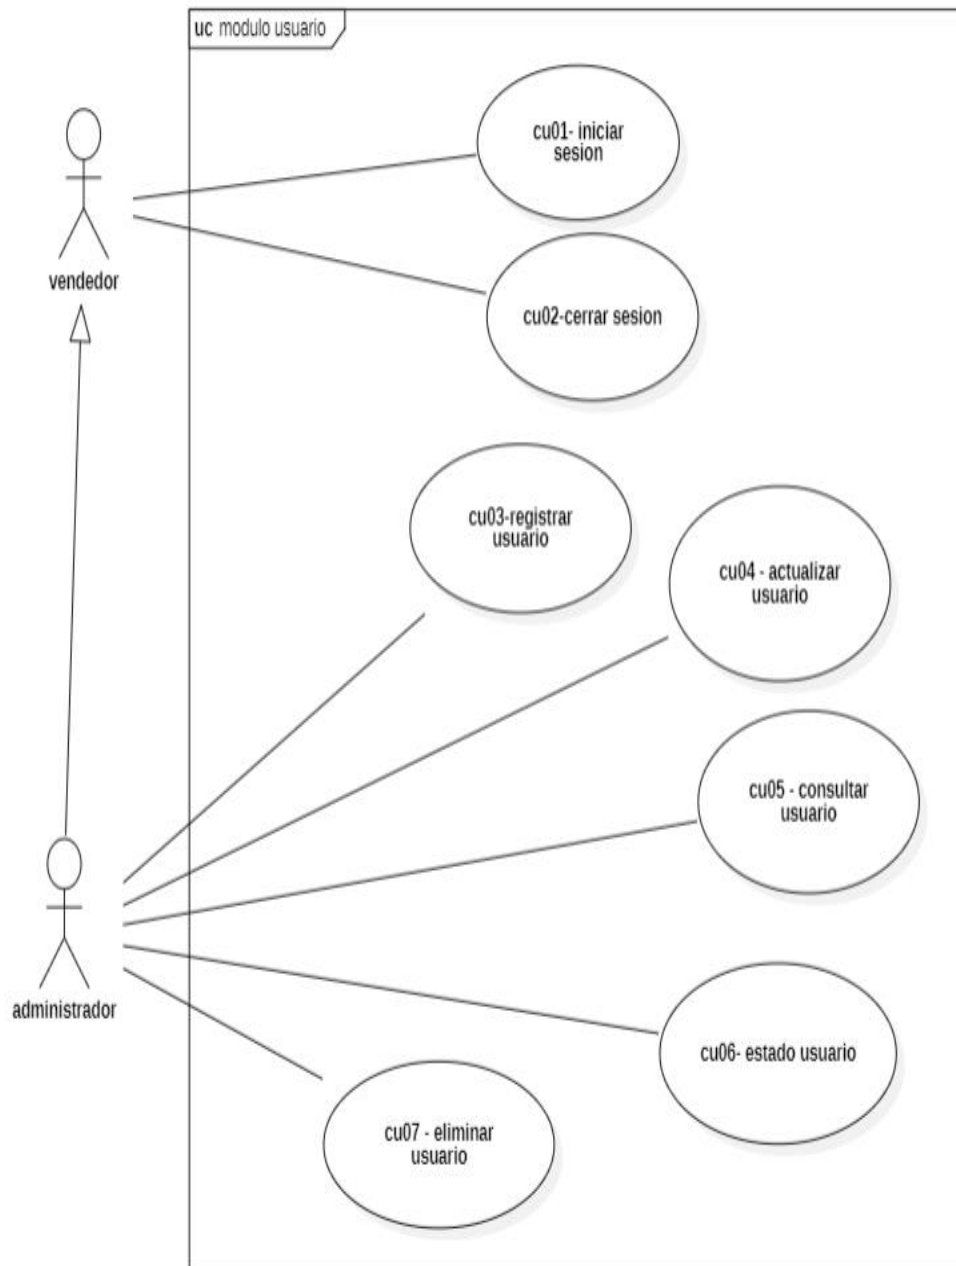 uc modulo usuario
cu01- iniciar
sesion
vendedor
cu02-cerrar sesion
cu03-registrar
usuario
cu04 - actualizar
usuario
cu05 - consultar
usuario
administrador
cu06- estado usuario
cu07 - eliminar
usuario